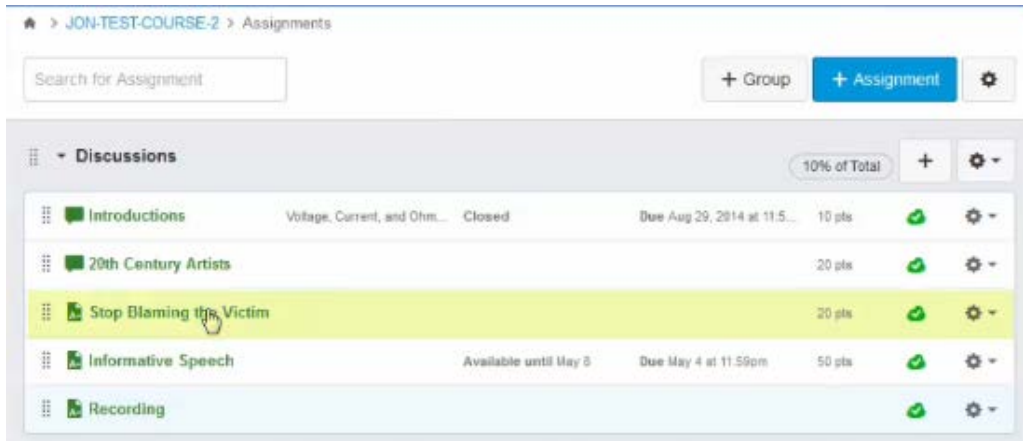 > JON-TEST-COURSE-2 > Assignments
Search for Assignment + Group + Assignment
Discussions 10% of Total +
Introductions Voltage, Current, and Ohm... Closed Due Aug 29, 2014 at 11:5... 10 pts
20th Century Artists 20 pts
Stop Blaming the Victim 20 pts
Informative Speech Available until May 8 Due May 4 at 11:59pm 50 pts
Recording